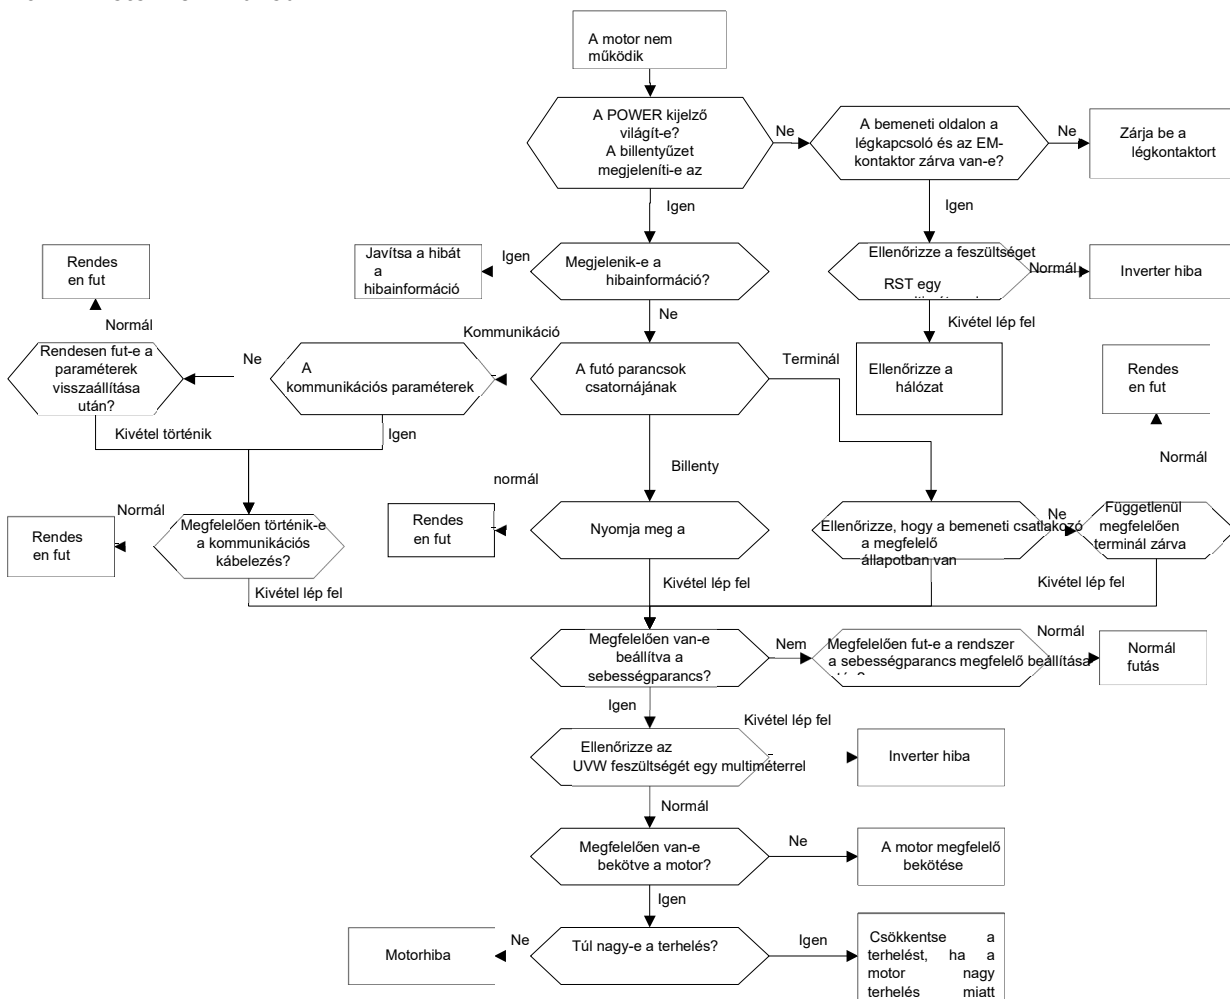 A motor nem
működik
A POWER kijelző
világít-e?
A billentyűzet
megjeleníti-e az
Ne
A bemeneti oldalon a
légkapcsoló és az EM-
kontaktor zárva van-e?
Ne
Zárja be a
légkontaktort
Igen
Igen
Rendes
en fut
Javítsa a hibát
a
hibainformáció
Igen
Megjelenik-e a
hibainformáció?
Ellenőrizze a feszültséget
RST egy
Normál
Inverter hiba
Normál
Ne
Kivétel lép fel
Kommunikáció
Rendesen fut-e a
paraméterek
visszaállítása
után?
Ne
A
kommunikációs paraméterek
A futó parancsok
csatornájának
Terminál
Ellenőrizze a
hálózat
Rendes
en fut
Kivétel történik
Igen
Normál
Billenty
normál
Normál
Rendes
en fut
Megfelelően történik-e
a kommunikációs
kábelezés?
Rendes
en fut
Nyomja meg a
Ellenőrizze, hogy a bemeneti csatlakozó
a megfelelő
állapotban van
Ne
Függetlenül
megfelelően
terminál zárva
Kivétel lép fel
Kivétel lép fel
Kivétel lép fel
Megfelelően van-e
beállítva a
sebességparancs?
Nem
Megfelelően fut-e a rendszer
a sebességparancs megfelelő beállítása
Normál
Normál
futás
Igen
Kivétel lép fel
Ellenőrizze az
UVW feszültségét egy multiméterrel
Inverter hiba
Normál
Megfelelően van-e
bekötve a motor?
Ne
A motor megfelelő
bekötése
Igen
Motorhiba
Ne
Túl nagy-e a terhelés?
Igen
Csökkentse a
terhelést, ha a
motor nagy
terhelés miatt